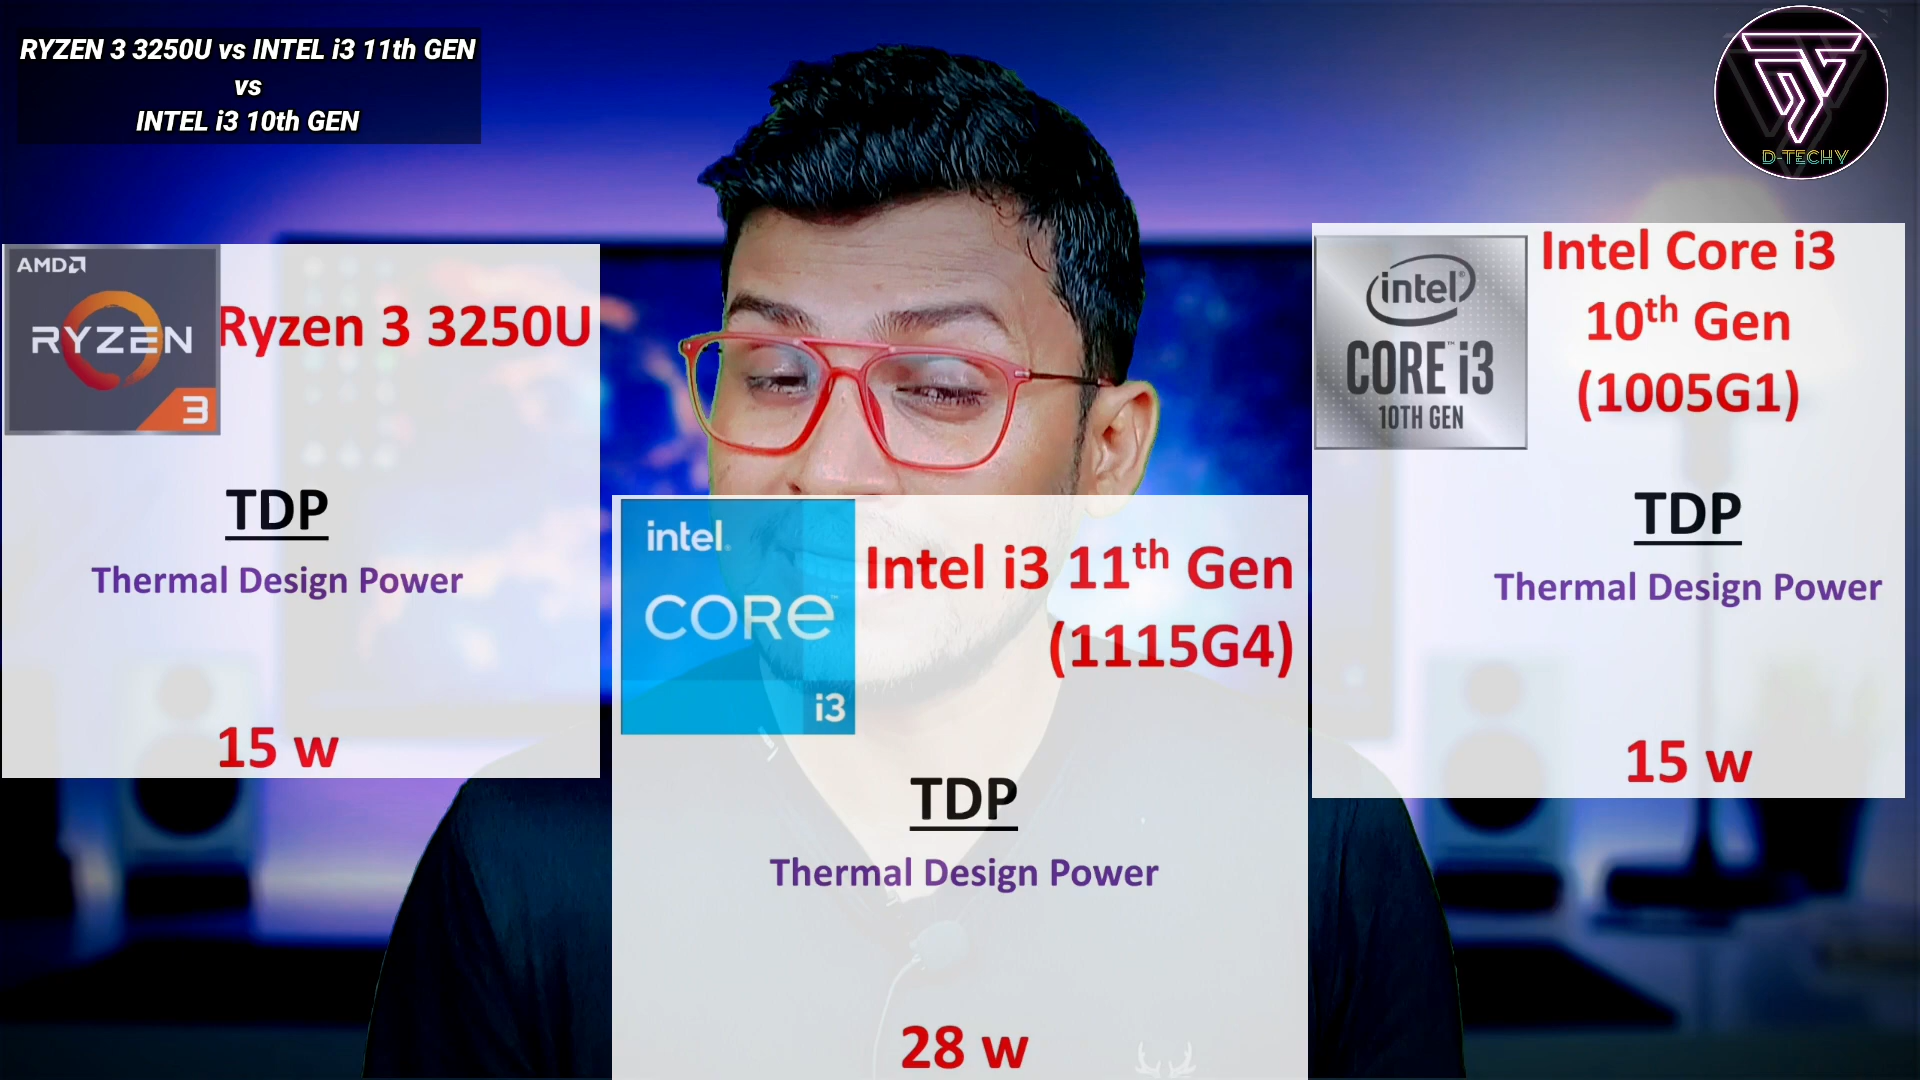 RYZEN 3 3250U vs INTEL i3 11th GEN
vs
INTEL i3 10th GEN
D-TECHY
AMD
RYZEN
3
Ryzen 3 3250U
TDP
Thermal Design Power
15 w
intel.
CORe™
i3
Intel i3 11th Gen
(1115G4)
TDP
Thermal Design Power
28 w
intel®
CORE™ i3
10TH GEN
Intel Core i3
10th Gen
(1005G1)
TDP
Thermal Design Power
15 w